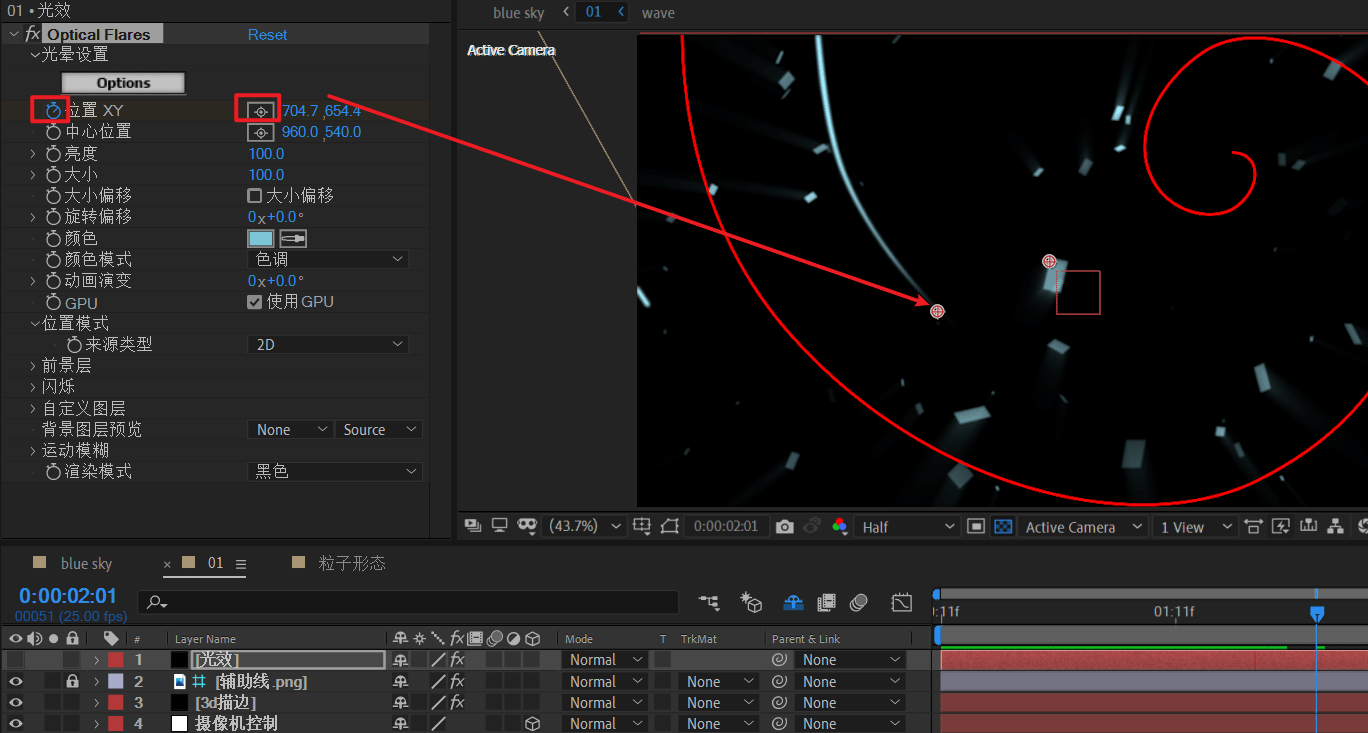 01 • 光效
fx Optical Flares Reset
光晕设置
Options
位置 XY 704.7 ,654.4
中心位置 960.0 ,540.0
亮度 100.0
大小 100.0
大小偏移 大小偏移
旋转偏移 0x+0.0°
颜色
颜色模式 色调
动画演变 0x+0.0°
GPU 使用GPU
位置模式
来源类型 2D
前景层
闪烁
自定义图层
背景图层预览 None Source
运动模糊
渲染模式 黑色
blue sky 01 wave
Active Camera
(43.7%) 0:00:02:01 Half Active Camera 1 View
blue sky × 01 粒子形态
0:00:02:01
00051 (25.00 fps)
:11f 01:11f
# Layer Name fx Mode T TrkMat Parent & Link
1 [光效] fx Normal None
2 [辅助线.png] fx Normal None None
3 [3d描边] fx Normal None None
4 摄像机控制 Normal None None